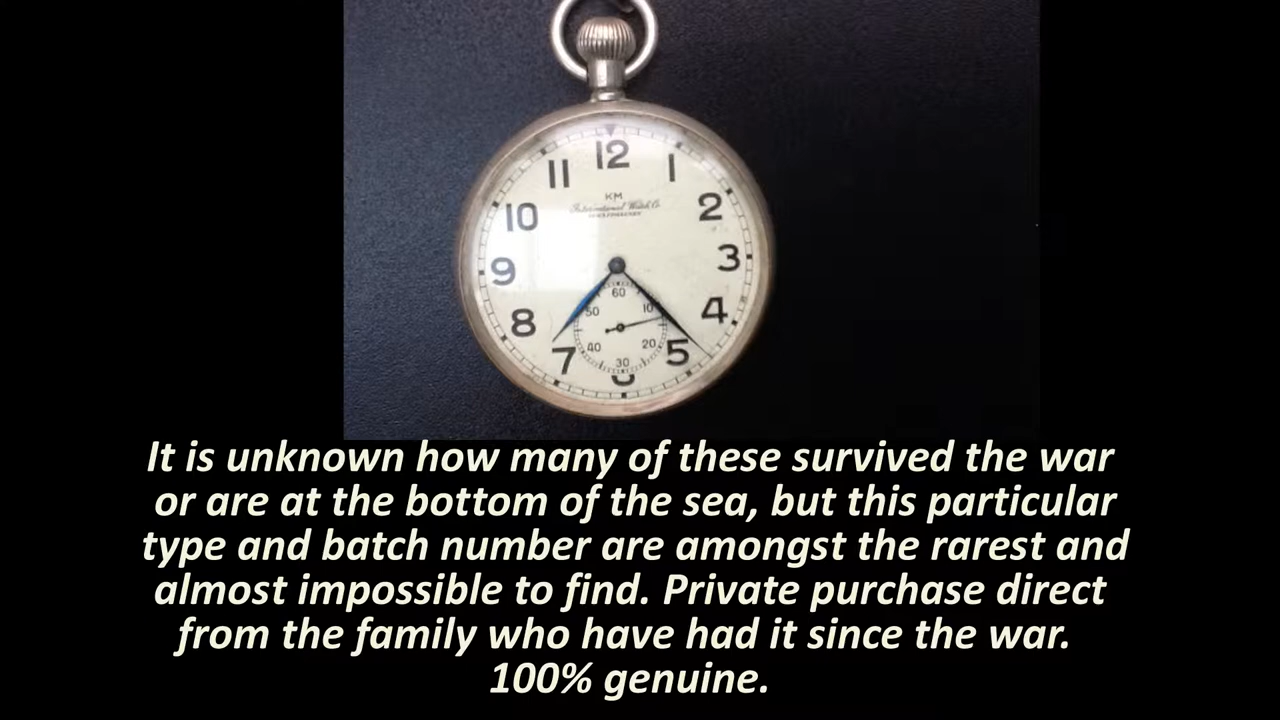 12
11
1
KM
10
2
International Watch Co.
9
3
60
50
10
8
4
40
20
7
30
5
It is unknown how many of these survived the war
or are at the bottom of the sea, but this particular
type and batch number are amongst the rarest and
almost impossible to find. Private purchase direct
from the family who have had it since the war.
100% genuine.